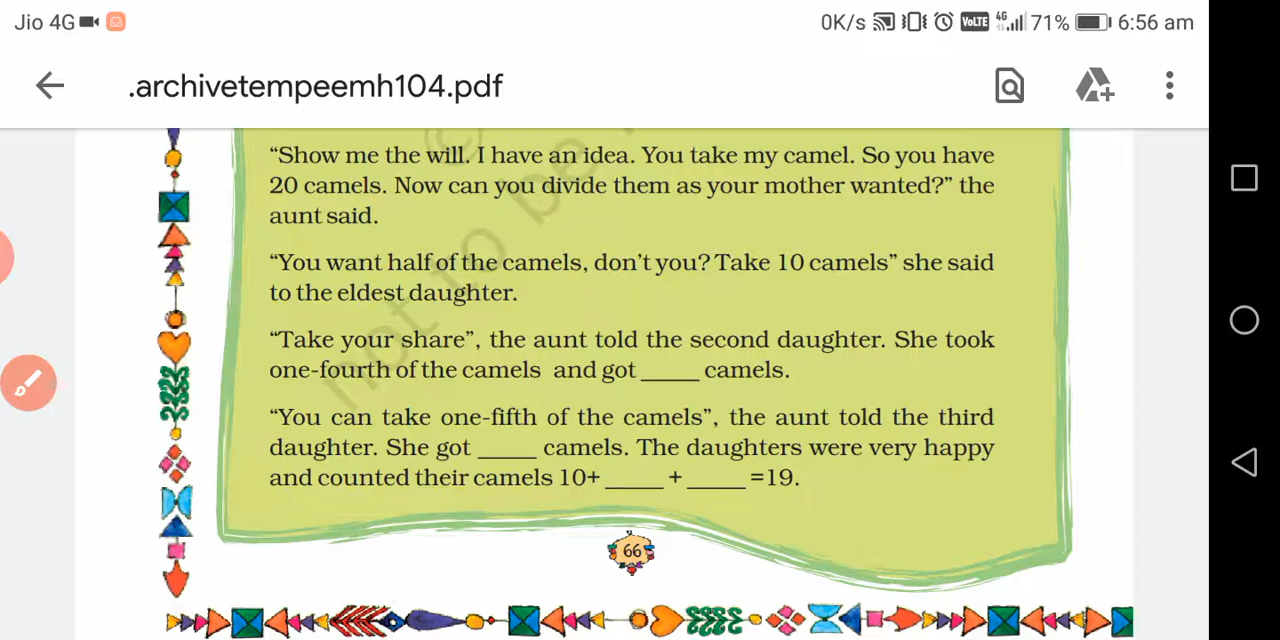 Jio 4G 0K/s VoLTE 4G 71% 6:56 am
.archivetempeemh104.pdf
“Show me the will. I have an idea. You take my camel. So you have
20 camels. Now can you divide them as your mother wanted?” the
aunt said.
“You want half of the camels, don’t you? Take 10 camels” she said
to the eldest daughter.
“Take your share”, the aunt told the second daughter. She took
one-fourth of the camels and got _____ camels.
“You can take one-fifth of the camels”, the aunt told the third
daughter. She got _____ camels. The daughters were very happy
and counted their camels 10+ _____ + _____ =19.
66
©
not to be